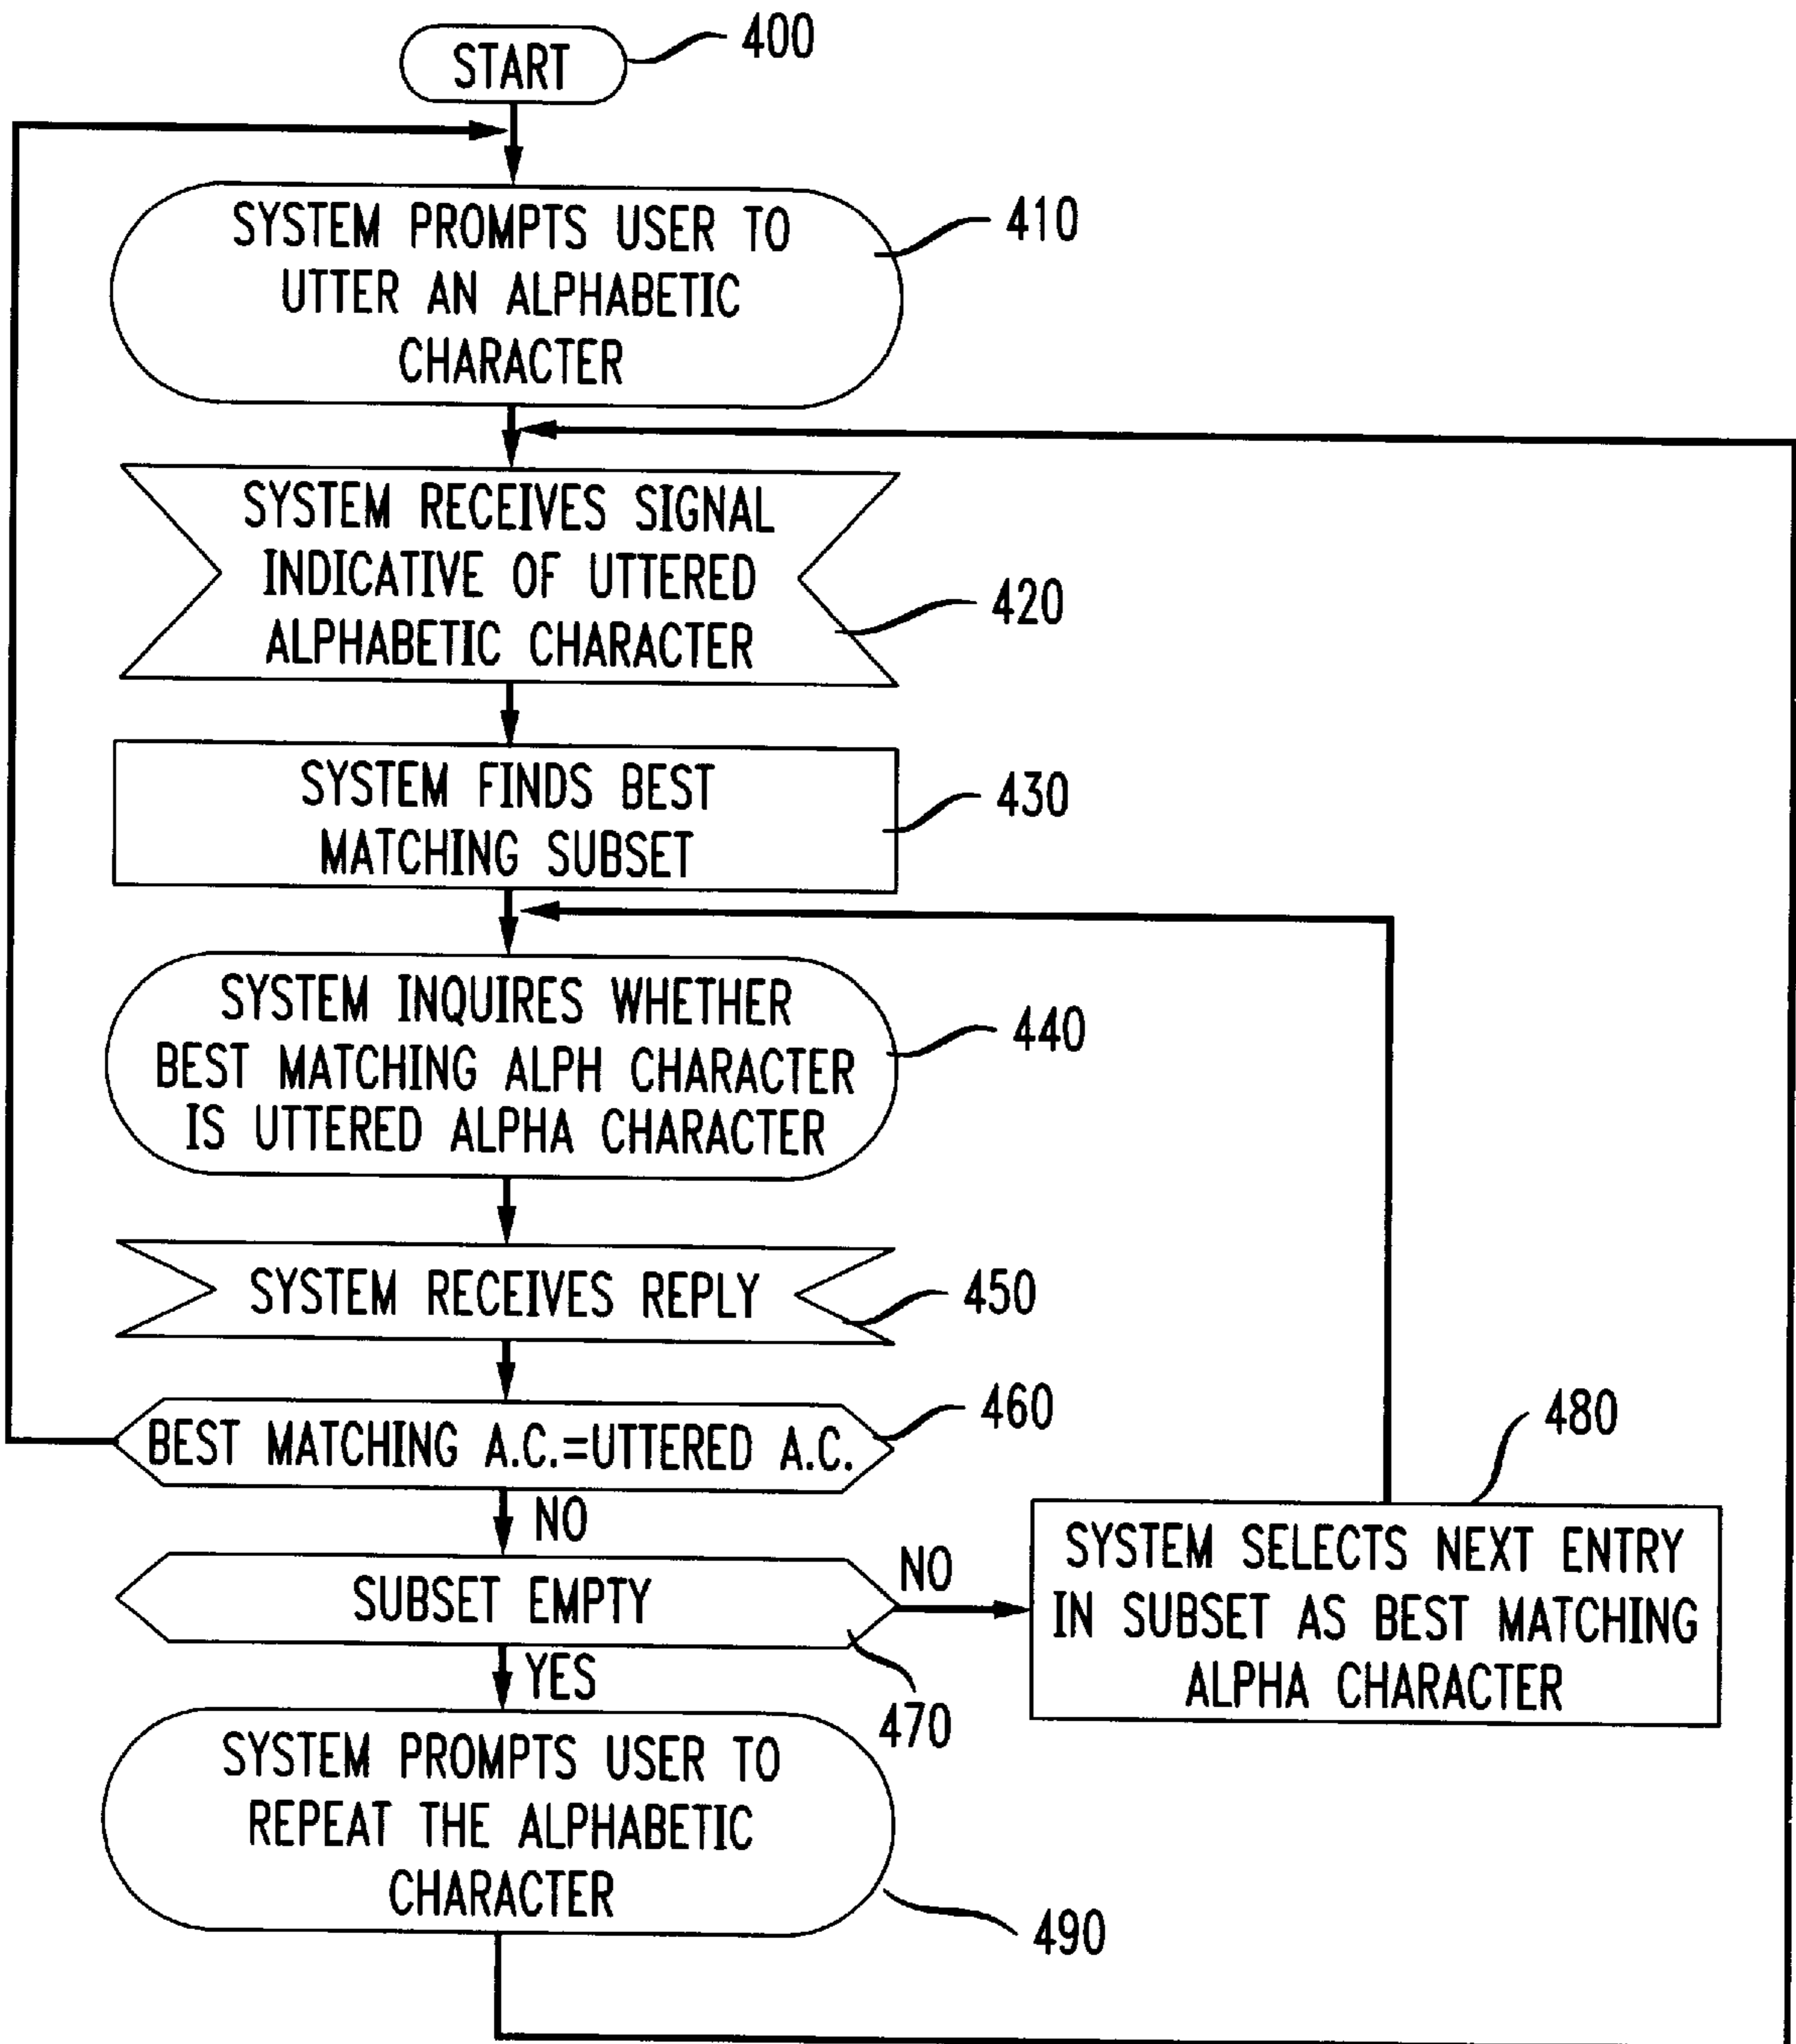 START
400
SYSTEM PROMPTS USER TO
UTTER AN ALPHABETIC
CHARACTER
410
SYSTEM RECEIVES SIGNAL
INDICATIVE OF UTTERED
ALPHABETIC CHARACTER
420
SYSTEM FINDS BEST
MATCHING SUBSET
430
SYSTEM INQUIRES WHETHER
BEST MATCHING ALPH CHARACTER
IS UTTERED ALPHA CHARACTER
440
SYSTEM RECEIVES REPLY
450
BEST MATCHING A.C.=UTTERED A.C.
460
NO
SUBSET EMPTY
470
NO
SYSTEM SELECTS NEXT ENTRY
IN SUBSET AS BEST MATCHING
ALPHA CHARACTER
480
YES
SYSTEM PROMPTS USER TO
REPEAT THE ALPHABETIC
CHARACTER
490